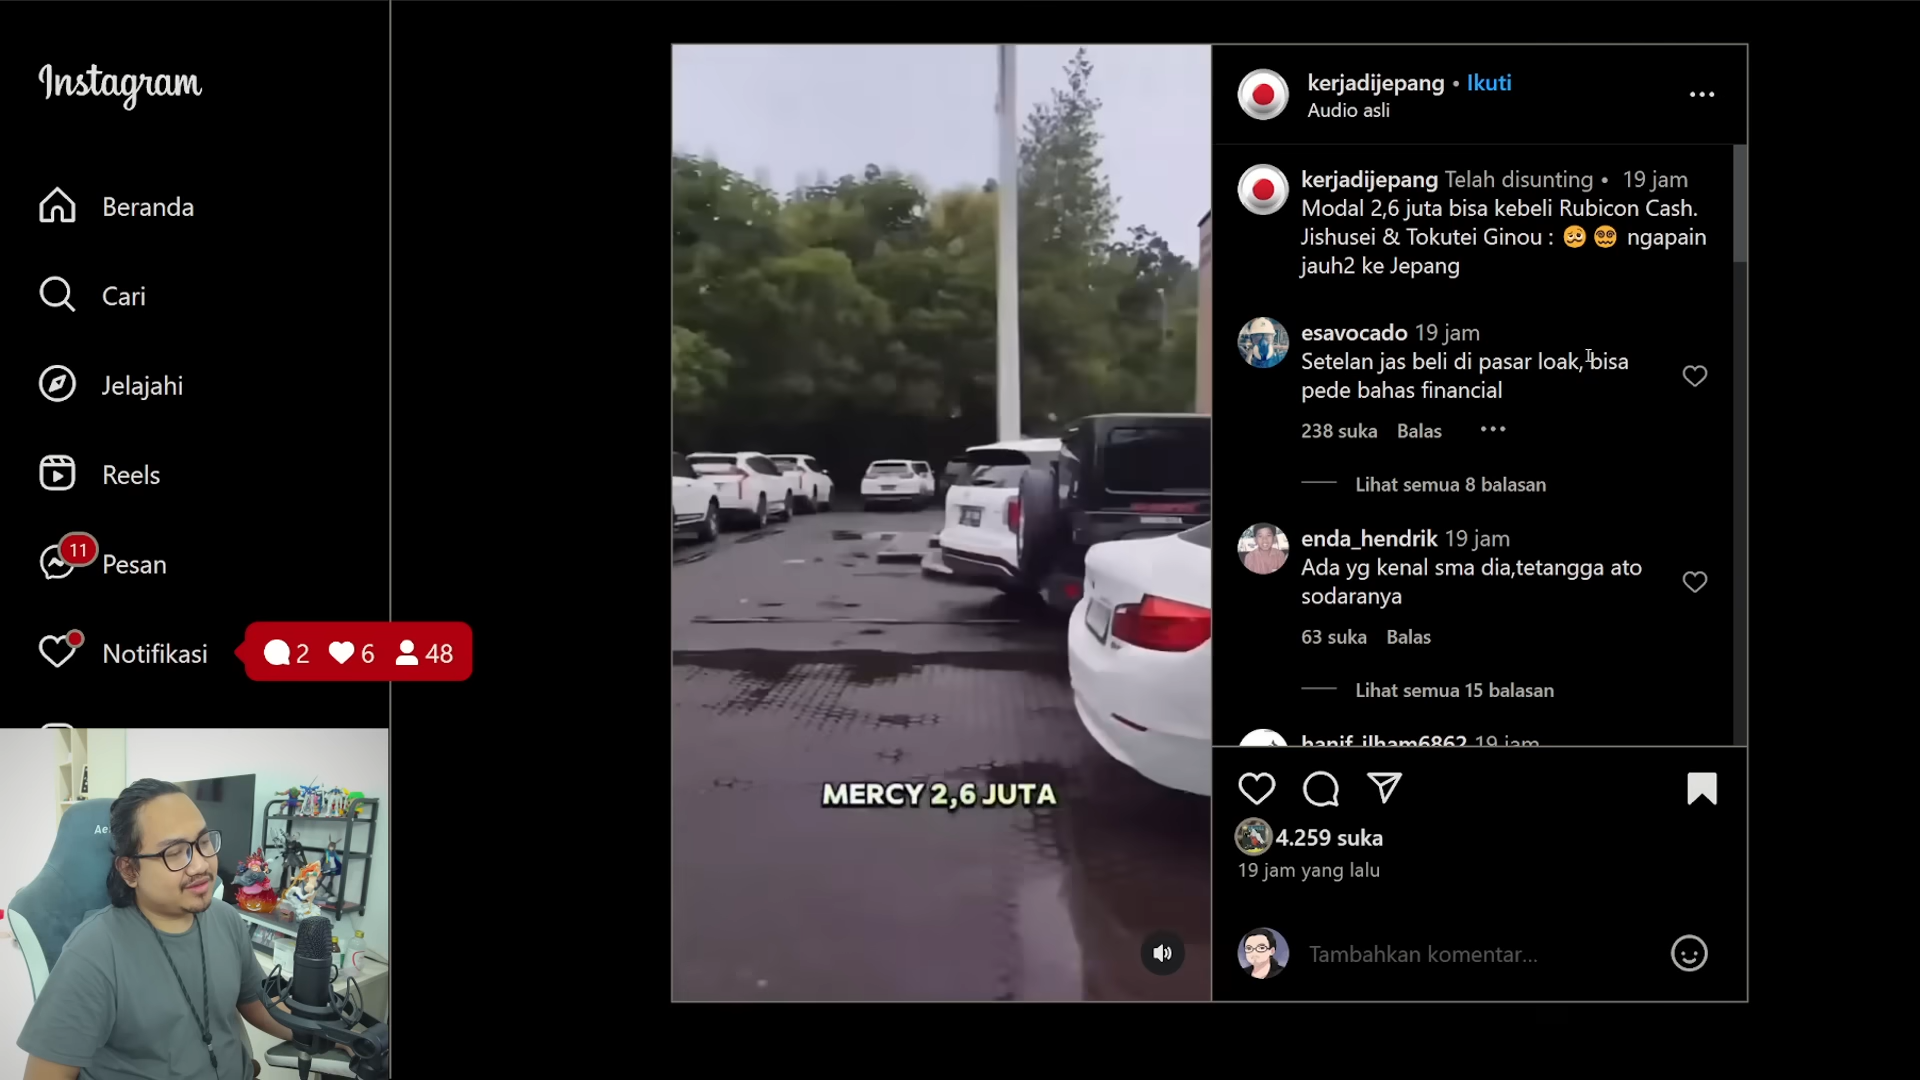 Instagram
Beranda
Cari
Jelajahi
Reels
11
Pesan
Notifikasi
2 6 48
Ae
MERCY 2,6 JUTA
kerjadijepang • Ikuti
Audio asli
kerjadijepang Telah disunting • 19 jam
Modal 2,6 juta bisa kebeli Rubicon Cash.
Jishusei & Tokutei Ginou : 🥴 😵‍💫 ngapain
jauh2 ke Jepang
esavocado 19 jam
Setelan jas beli di pasar loak, bisa
pede bahas financial
238 suka Balas
Lihat semua 8 balasan
enda_hendrik 19 jam
Ada yg kenal sma dia,tetangga ato
sodaranya
63 suka Balas
Lihat semua 15 balasan
hanif_ilham6862 19 jam
4.259 suka
19 jam yang lalu
Tambahkan komentar...